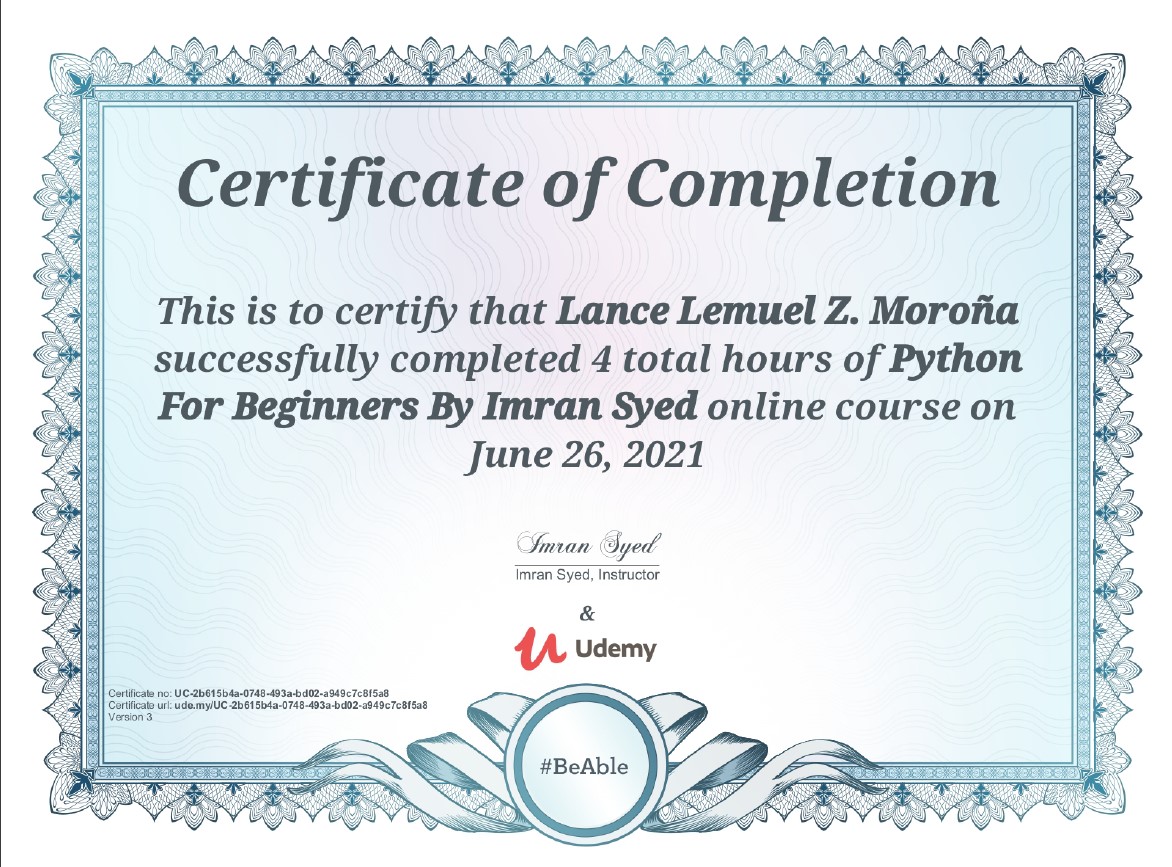 Certificate of Completion
This is to certify that Lance Lemuel Z. Moroña
successfully completed 4 total hours of Python
For Beginners By Imran Syed online course on
June 26, 2021
Imran Syed
Imran Syed, Instructor
&
Udemy
Certificate no: UC-2b615b4a-0748-493a-bd02-a949c7c8f5a8
Certificate url: ude.my/UC-2b615b4a-0748-493a-bd02-a949c7c8f5a8
Version 3
#BeAble